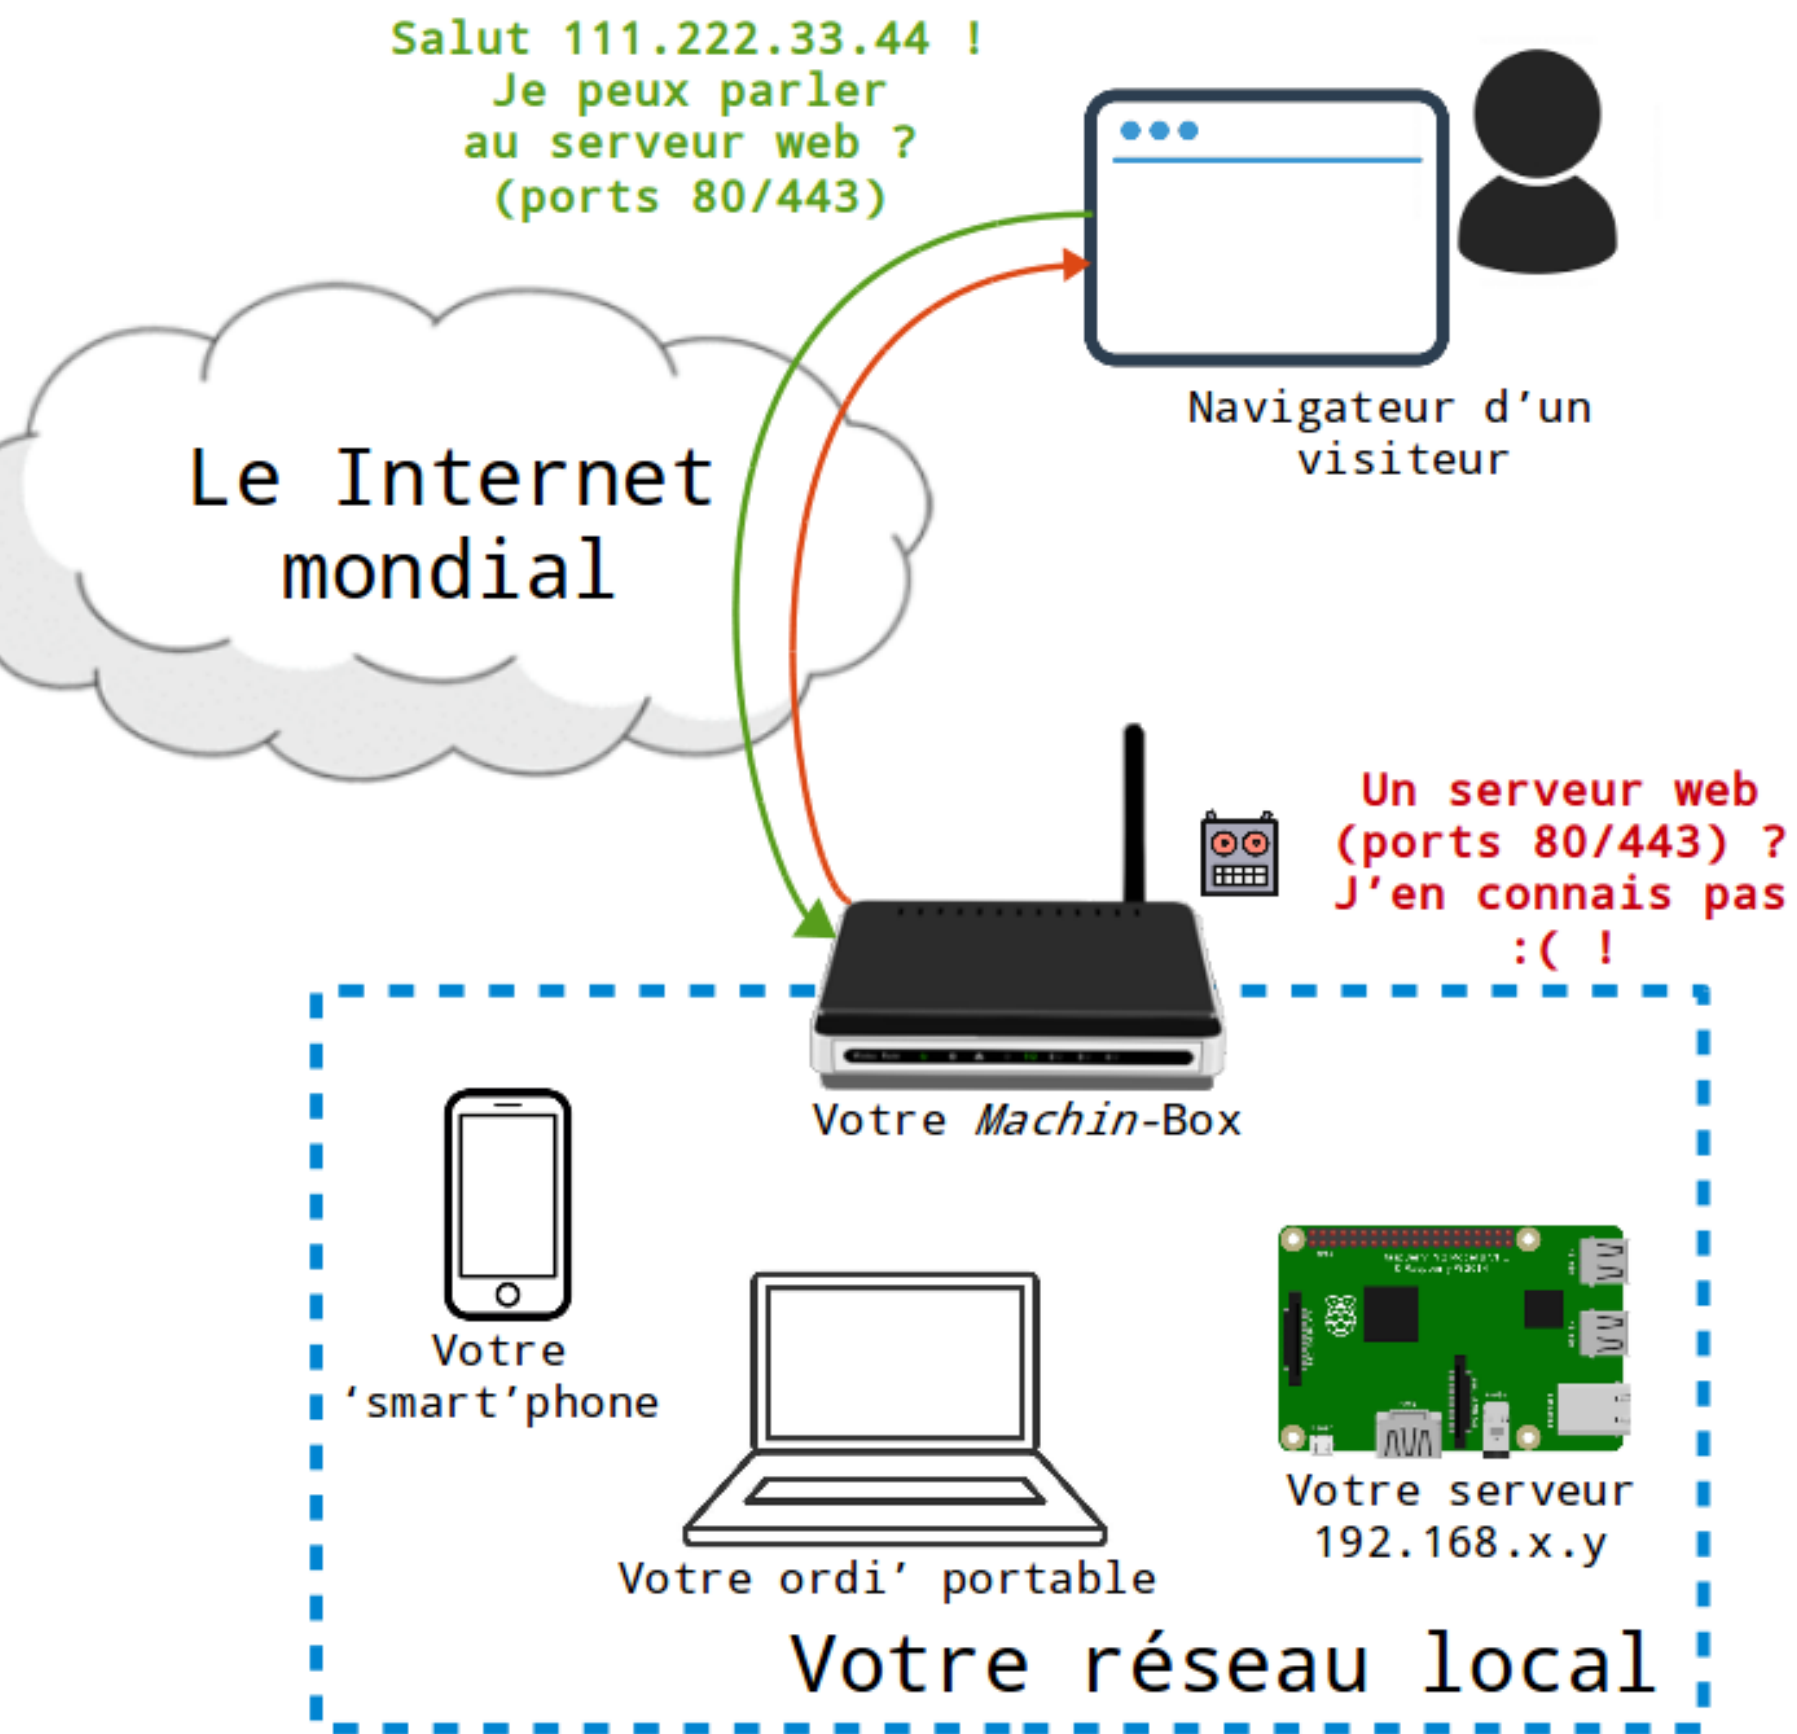 Salut 111.222.33.44 !
Je peux parler
au serveur web ?
(ports 80/443)
Navigateur d’un
visiteur
Le Internet
mondial
Un serveur web
(ports 80/443) ?
J’en connais pas
:( !
Votre Machin-Box
Votre
‘smart’phone
Votre ordi’ portable
Votre serveur
192.168.x.y
Votre réseau local